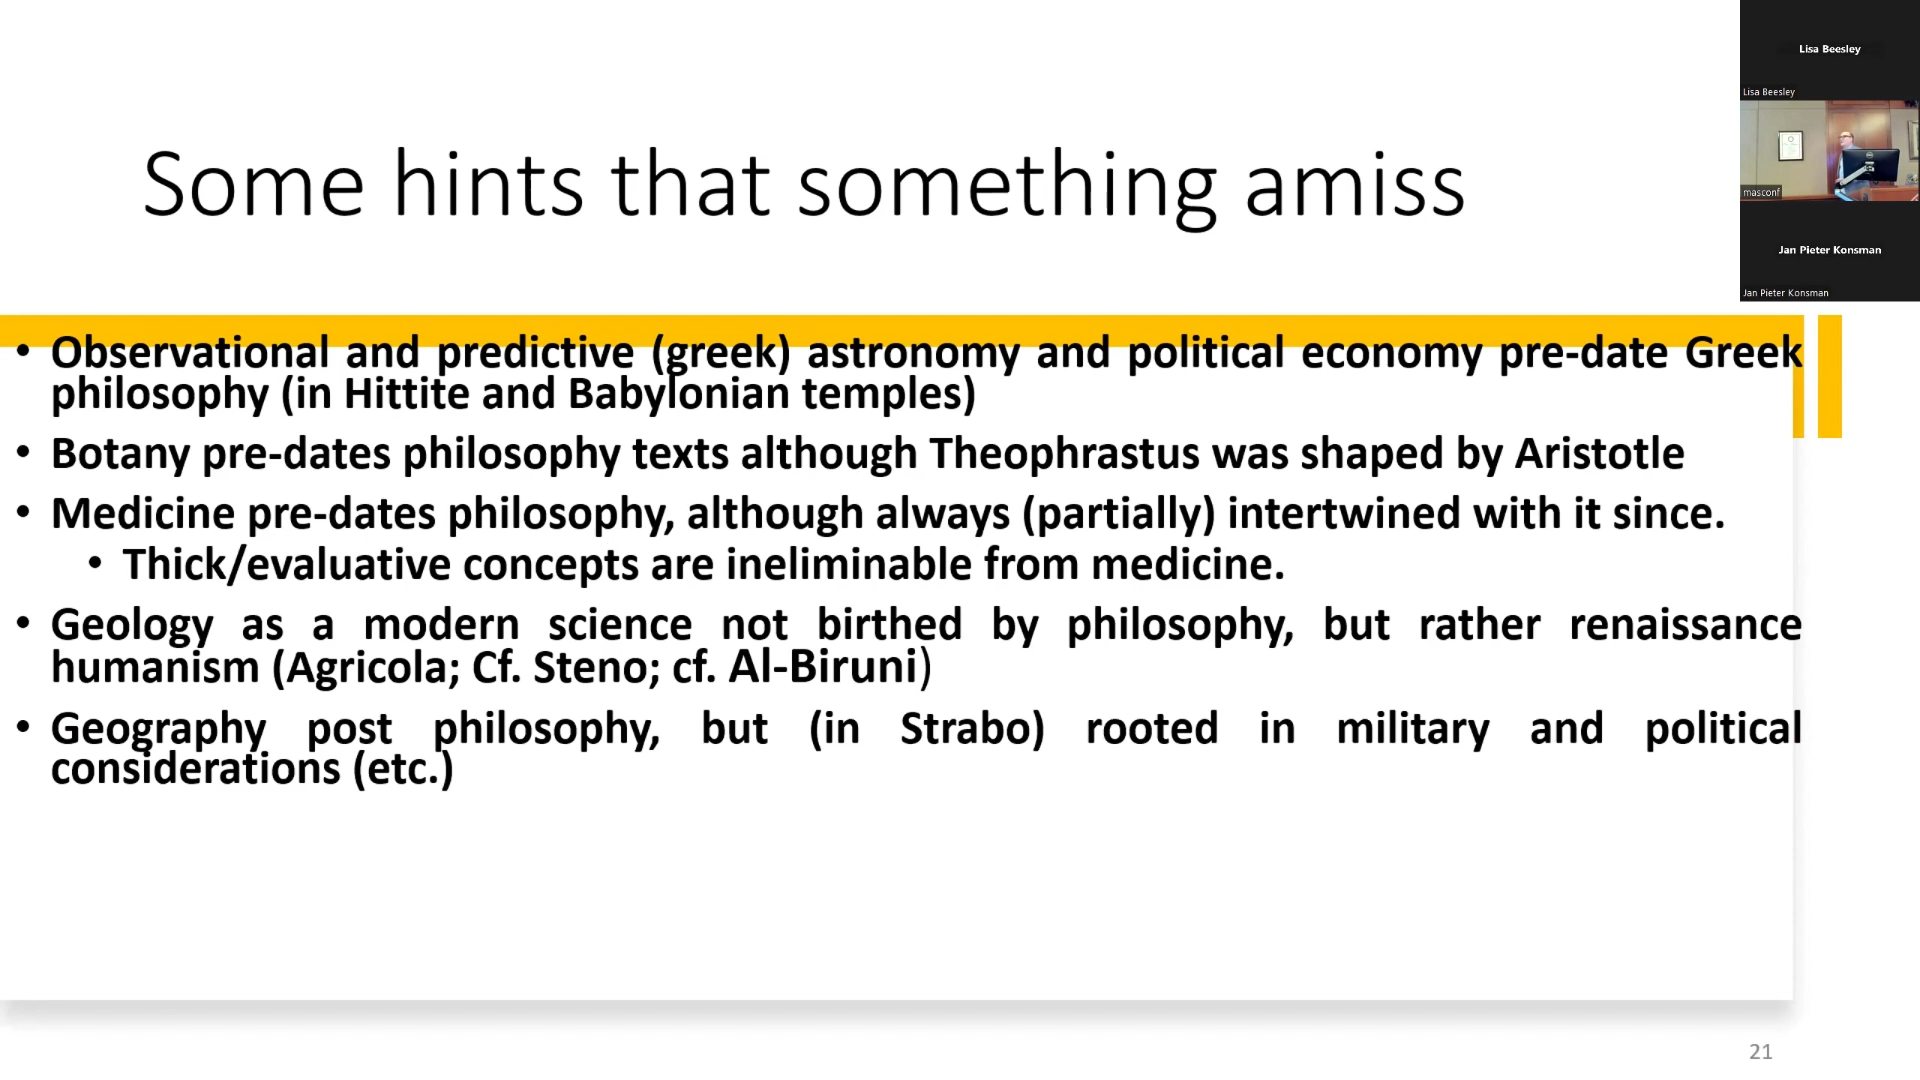 Some hints that something amiss
• Observational and predictive (greek) astronomy and political economy pre-date Greek
philosophy (in Hittite and Babylonian temples)
• Botany pre-dates philosophy texts although Theophrastus was shaped by Aristotle
• Medicine pre-dates philosophy, although always (partially) intertwined with it since.
• Thick/evaluative concepts are ineliminable from medicine.
• Geology as a modern science not birthed by philosophy, but rather renaissance
humanism (Agricola; Cf. Steno; cf. Al-Biruni)
• Geography post philosophy, but (in Strabo) rooted in military and political
considerations (etc.)
21
Lisa Beesley
Lisa Beesley
masconf
Jan Pieter Konsman
Jan Pieter Konsman